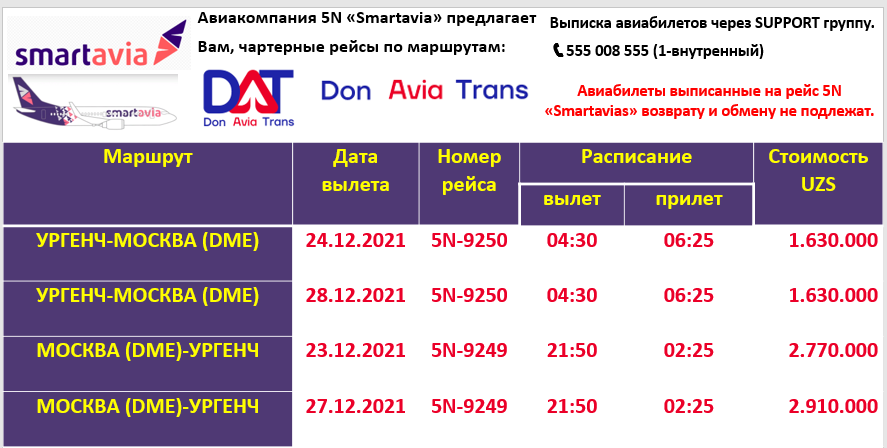 smartavia
smartavia
Авиакомпания 5N «Smartavia» предлагает
Вам, чартерные рейсы по маршрутам:
DAT
Don Avia Trans
Don Avia Trans
Выписка авиабилетов через SUPPORT группу.
555 008 555 (1-внутренный)
Авиабилеты выписанные на рейс 5N
«Smartavias» возврату и обмену не подлежат.
Маршрут Дата вылета Номер рейса Расписание Стоимость UZS
вылет прилет
УРГЕНЧ-МОСКВА (DME) 24.12.2021 5N-9250 04:30 06:25 1.630.000
УРГЕНЧ-МОСКВА (DME) 28.12.2021 5N-9250 04:30 06:25 1.630.000
МОСКВА (DME)-УРГЕНЧ 23.12.2021 5N-9249 21:50 02:25 2.770.000
МОСКВА (DME)-УРГЕНЧ 27.12.2021 5N-9249 21:50 02:25 2.910.000